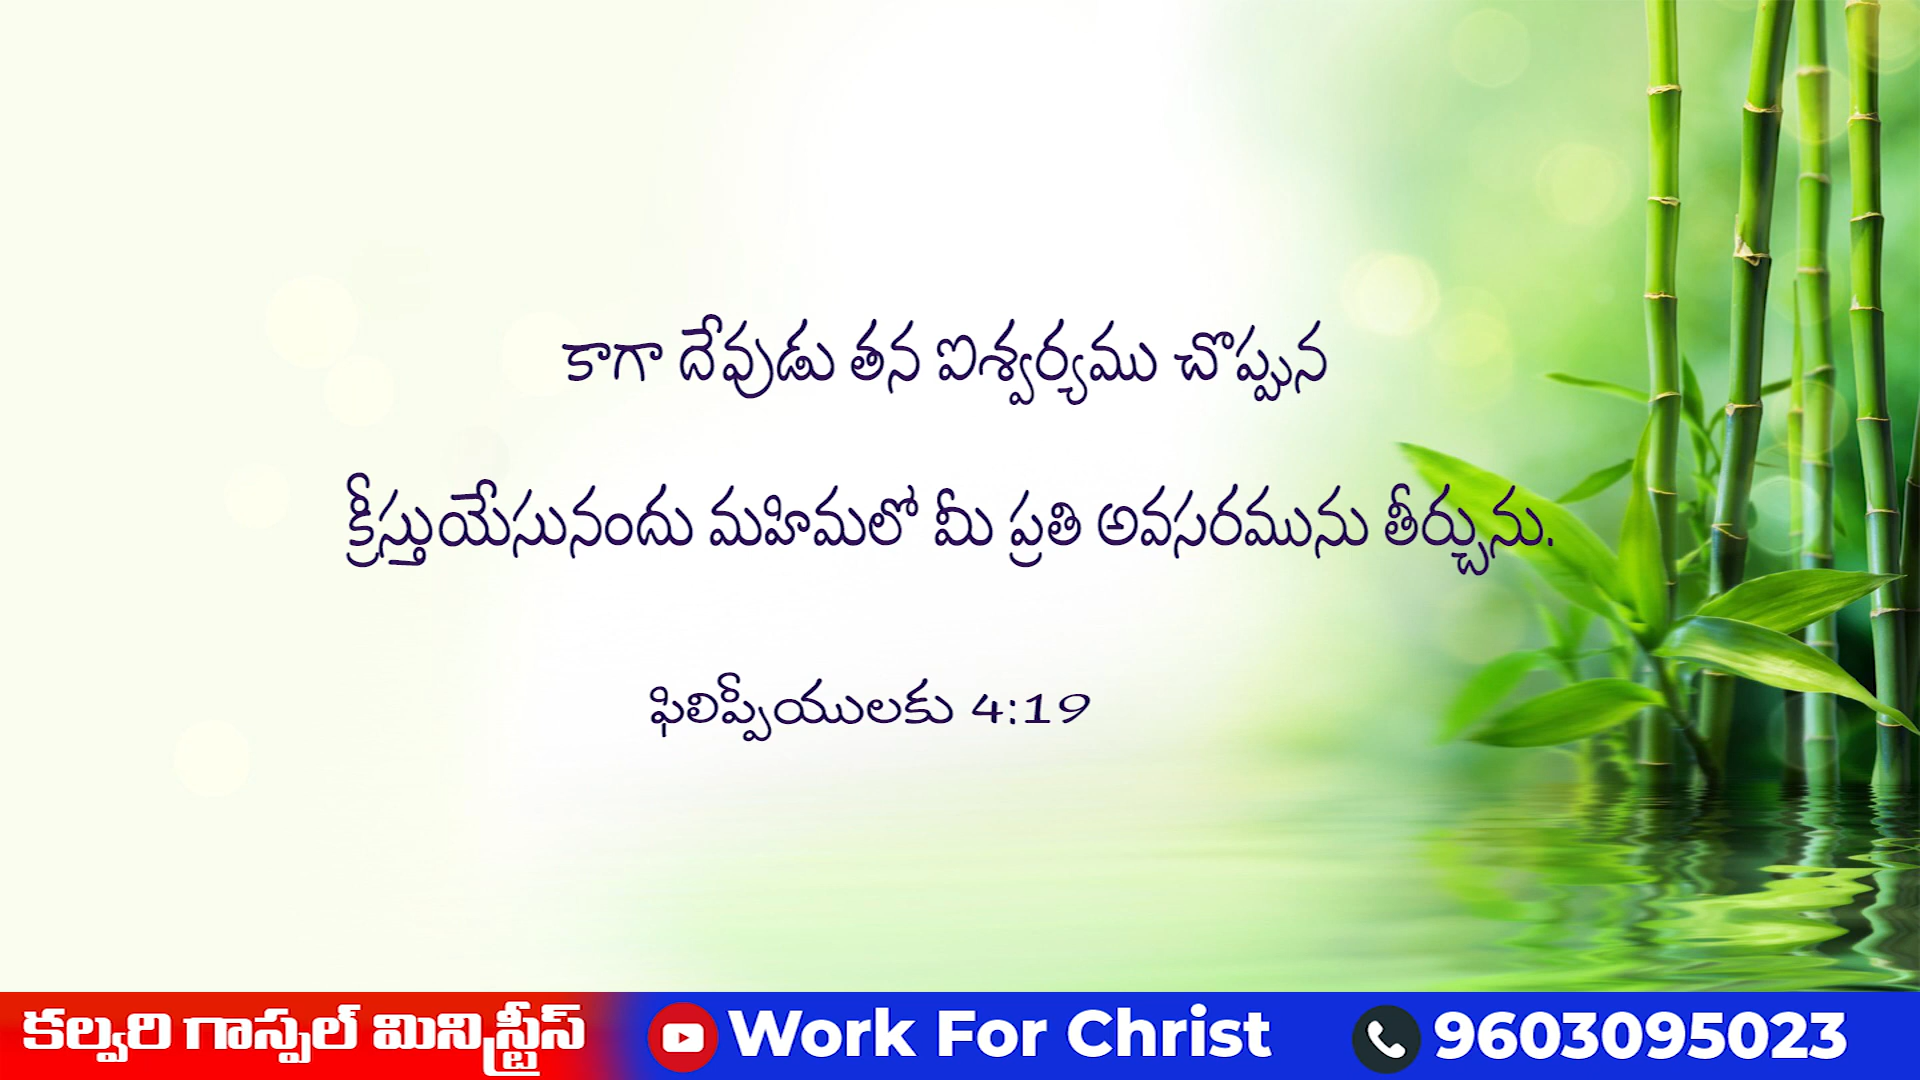 కాగా దేవుడు తన ఐశ్వర్యము చొప్పున
క్రీస్తుయేసునందు మహిమలో మీ ప్రతి అవసరమును తీర్చును.
ఫిలిప్పీయులకు 4:19
కల్వరి గాస్పల్ మినిస్ట్రీస్ Work For Christ 9603095023